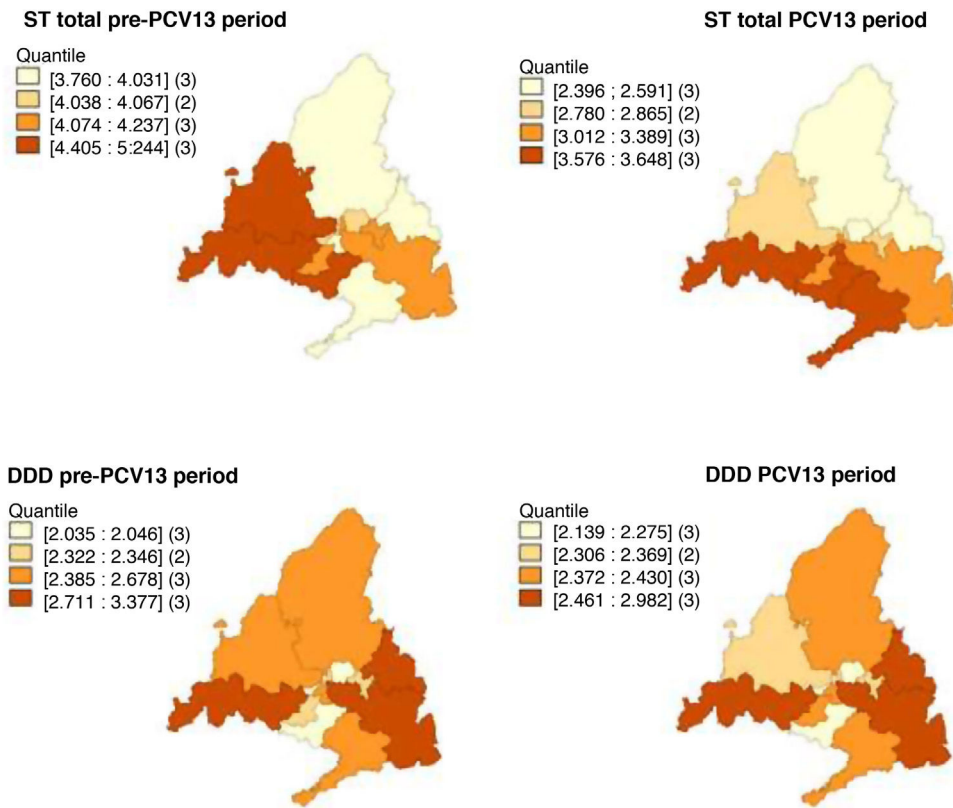 ST total pre-PCV13 period
Quantile
[3.760 : 4.031] (3)
[4.038 : 4.067] (2)
[4.074 : 4.237] (3)
[4.405 : 5:244] (3)
ST total PCV13 period
Quantile
[2.396 ; 2.591] (3)
[2.780 : 2.865] (2)
[3.012 : 3.389] (3)
[3.576 : 3.648] (3)
DDD pre-PCV13 period
Quantile
[2.035 : 2.046] (3)
[2.322 : 2.346] (2)
[2.385 : 2.678] (3)
[2.711 : 3.377] (3)
DDD PCV13 period
Quantile
[2.139 : 2.275] (3)
[2.306 : 2.369] (2)
[2.372 : 2.430] (3)
[2.461 : 2.982] (3)